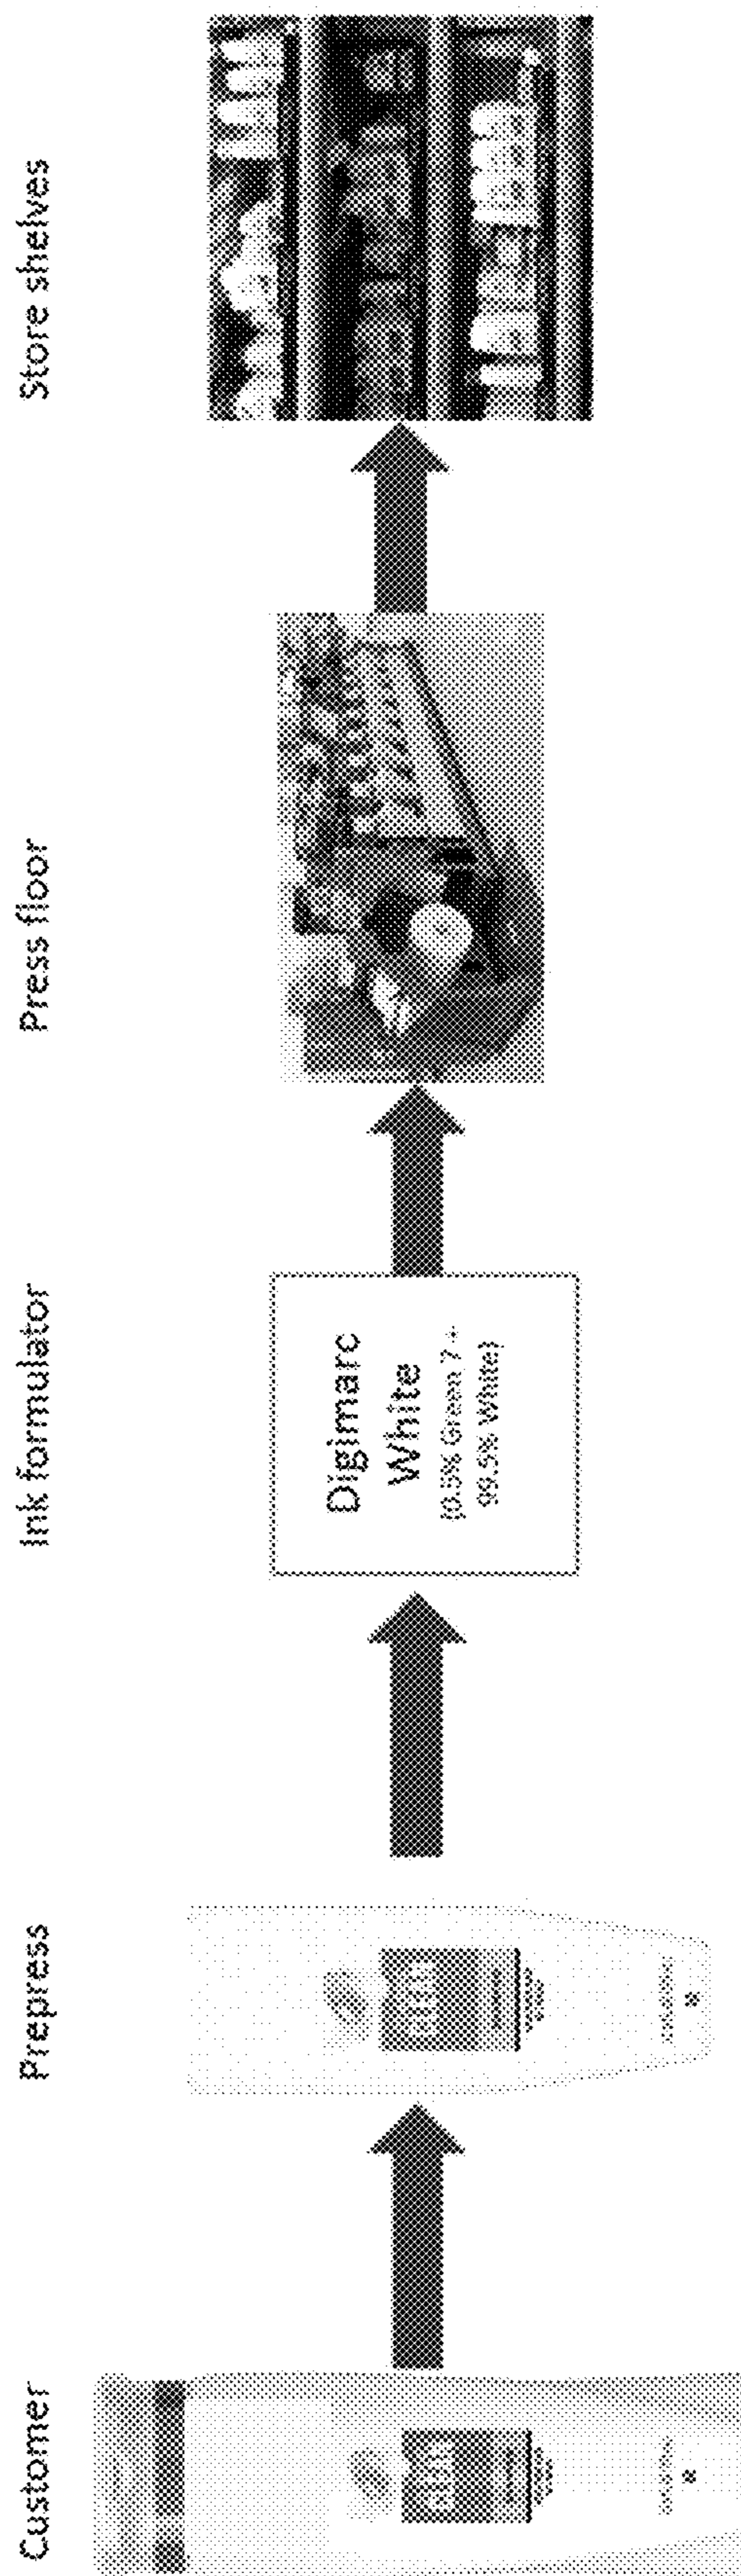 Customer
Prepress
Ink formulator
Press floor
Store shelves
Digimarc
White
(0.5% Green 7 +
99.5% White)